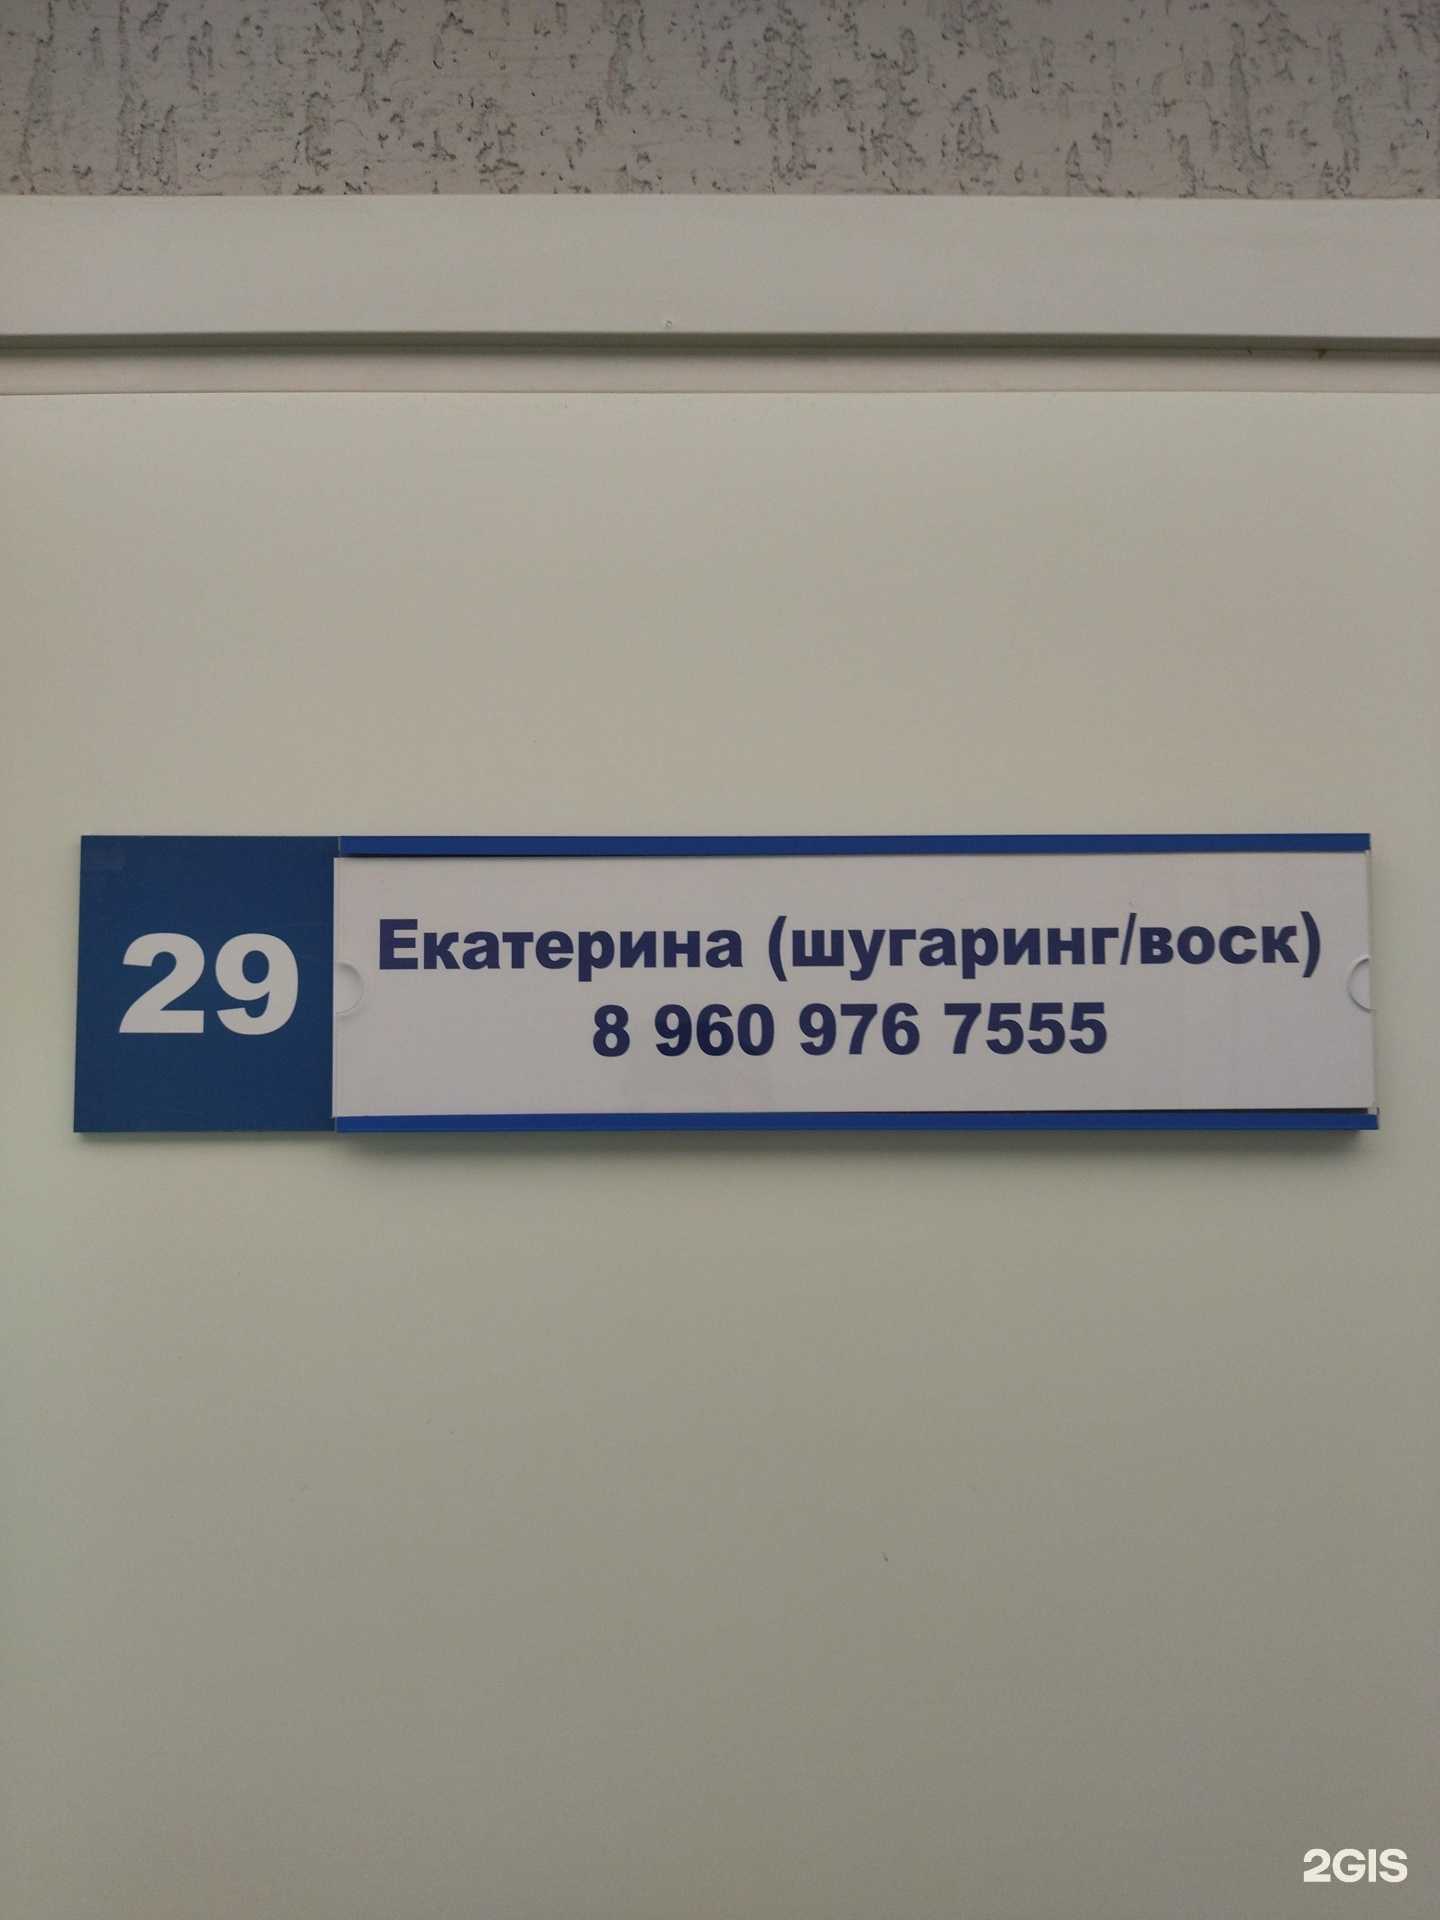 29
Екатерина (шугаринг/воск)
8 960 976 7555
2GIS